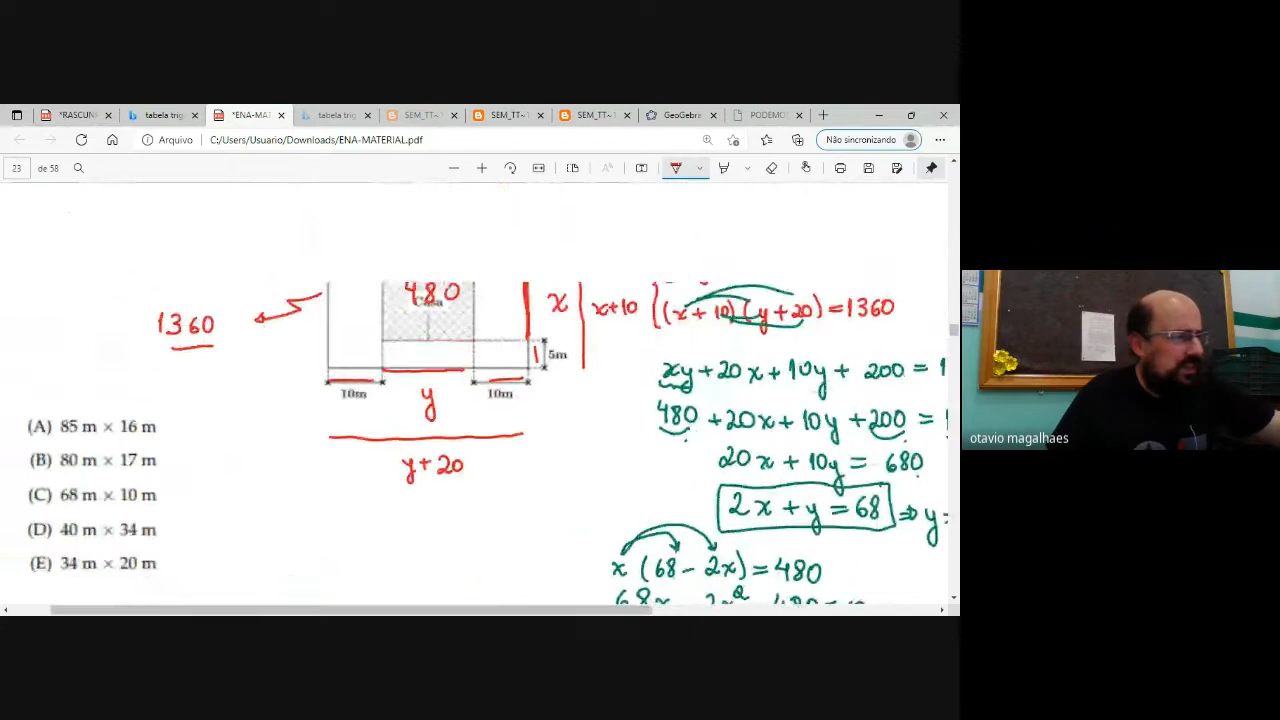 *RASCUN
tabela trig
*ENA-MAT
tabela trig
SEM_TT-
SEM_TT-
SEM_TT-
GeoGebra
PODEMO
Arquivo
C:/Users/Usuario/Downloads/ENA-MATERIAL.pdf
Não sincronizando
23 de 58
480
1360
x
x+10
(x+10)(y+20)=1360
5m
10m
10m
y
y+20
xy+20x+10y+200=1
480+20x+10y+200=
20x+10y=680
2x+y=68 ⇒ y=
x(68-2x)=480
(A) 85 m × 16 m
(B) 80 m × 17 m
(C) 68 m × 10 m
(D) 40 m × 34 m
(E) 34 m × 20 m
otavio magalhaes